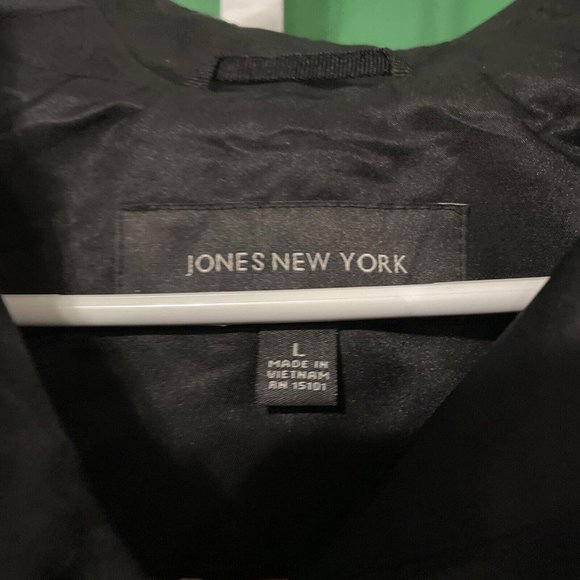 JONES NEW YORK
L
MADE IN
VIETNAM
RN 15101